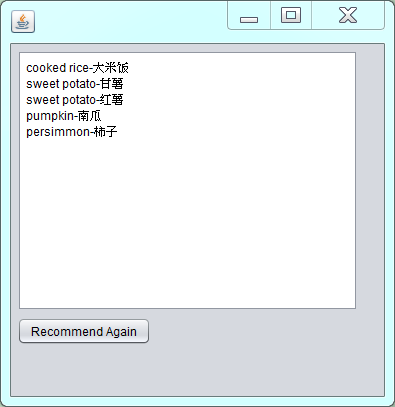 cooked rice-大米饭
sweet potato-甘薯
sweet potato-红薯
pumpkin-南瓜
persimmon-柿子
Recommend Again